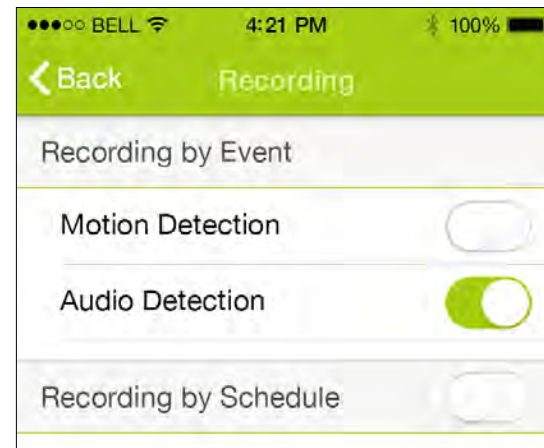 BELL 4:21 PM 100%
Back Recording
Recording by Event
Motion Detection
Audio Detection
Recording by Schedule